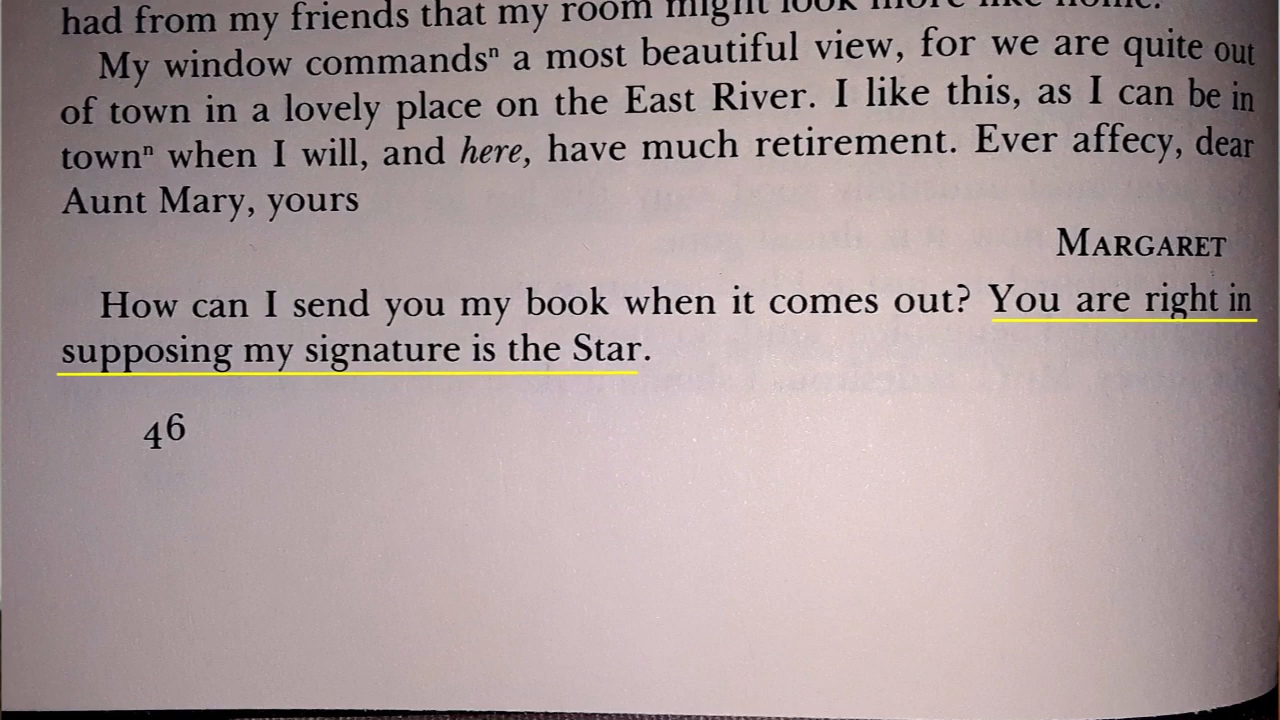 had from my friends that my room might look more like home.
My window commandsⁿ a most beautiful view, for we are quite out
of town in a lovely place on the East River. I like this, as I can be in
townⁿ when I will, and here, have much retirement. Ever affecy, dear
Aunt Mary, yours
MARGARET
How can I send you my book when it comes out? You are right in
supposing my signature is the Star.
46